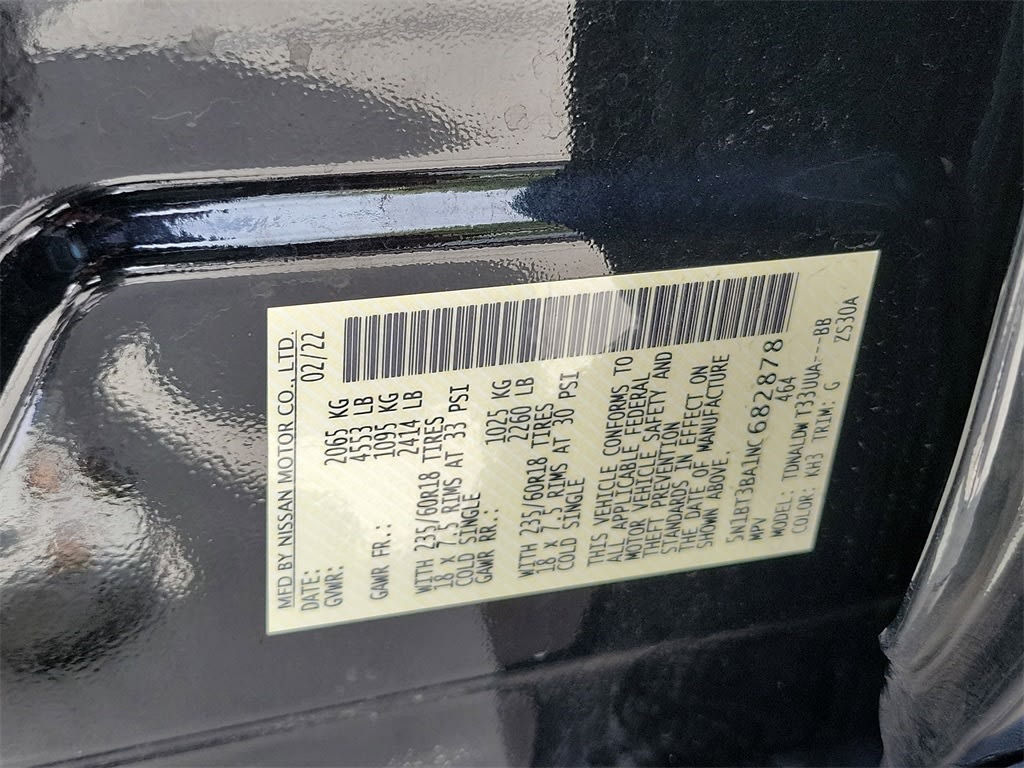 MFD BY NISSAN MOTOR CO., LTD.
DATE: 02/22
GVWR: 2065 KG
4553 LB
GAWR FR.: 1095 KG
2414 LB
WITH 235/60R18 TIRES
18 X 7.5 RIMS AT 33 PSI
COLD SINGLE
GAWR RR.: 1025 KG
2260 LB
WITH 235/60R18 TIRES
18 X 7.5 RIMS AT 30 PSI
COLD SINGLE
THIS VEHICLE CONFORMS TO
ALL APPLICABLE FEDERAL
MOTOR VEHICLE SAFETY AND
THEFT PREVENTION
STANDARDS IN EFFECT ON
THE DATE OF MANUFACTURE
SHOWN ABOVE.
5N1BT3BA1NC682878
MPV 464
MODEL: TDNALDW T33UUA---BB
COLOR: KH3 TRIM: G ZS30A